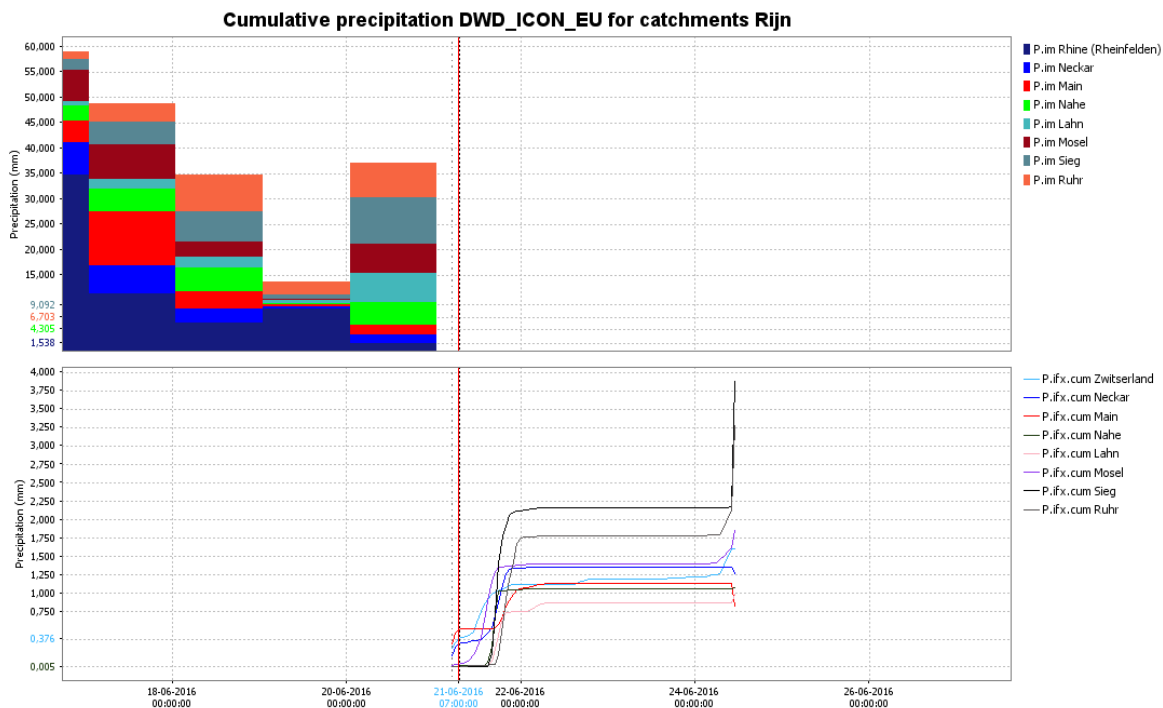 Cumulative precipitation DWD_ICON_EU for catchments Rijn
Precipitation (mm)
60,000
55,000
50,000
45,000
40,000
35,000
30,000
25,000
20,000
15,000
9,092
6,703
4,305
1,538
P.im Rhine (Rheinfelden)
P.im Neckar
P.im Main
P.im Nahe
P.im Lahn
P.im Mosel
P.im Sieg
P.im Ruhr
Precipitation (mm)
4,000
3,750
3,500
3,250
3,000
2,750
2,500
2,250
2,000
1,750
1,500
1,250
1,000
0,750
0,376
0,005
P.ifx.cum Zwitserland
P.ifx.cum Neckar
P.ifx.cum Main
P.ifx.cum Nahe
P.ifx.cum Lahn
P.ifx.cum Mosel
P.ifx.cum Sieg
P.ifx.cum Ruhr
18-06-2016 20-06-2016 21-06-2016 22-06-2016 24-06-2016 26-06-2016
00:00:00 00:00:00 07:00:00 00:00:00 00:00:00 00:00:00